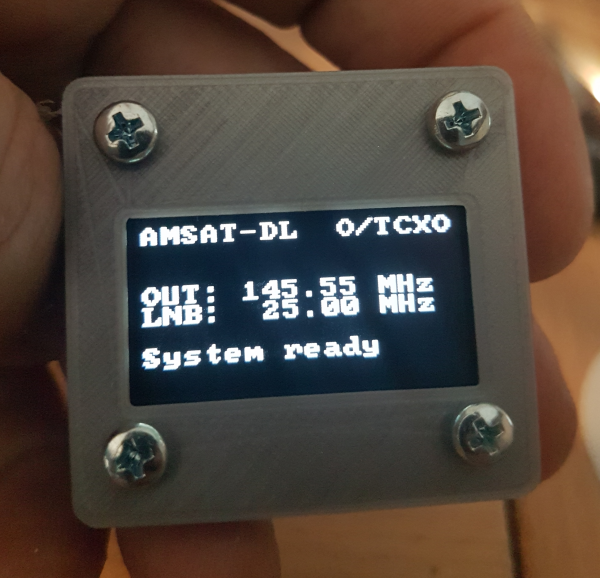 AMSAT-DL O/TCXO
OUT: 145.55 MHz
LNB: 25.00 MHz
System ready